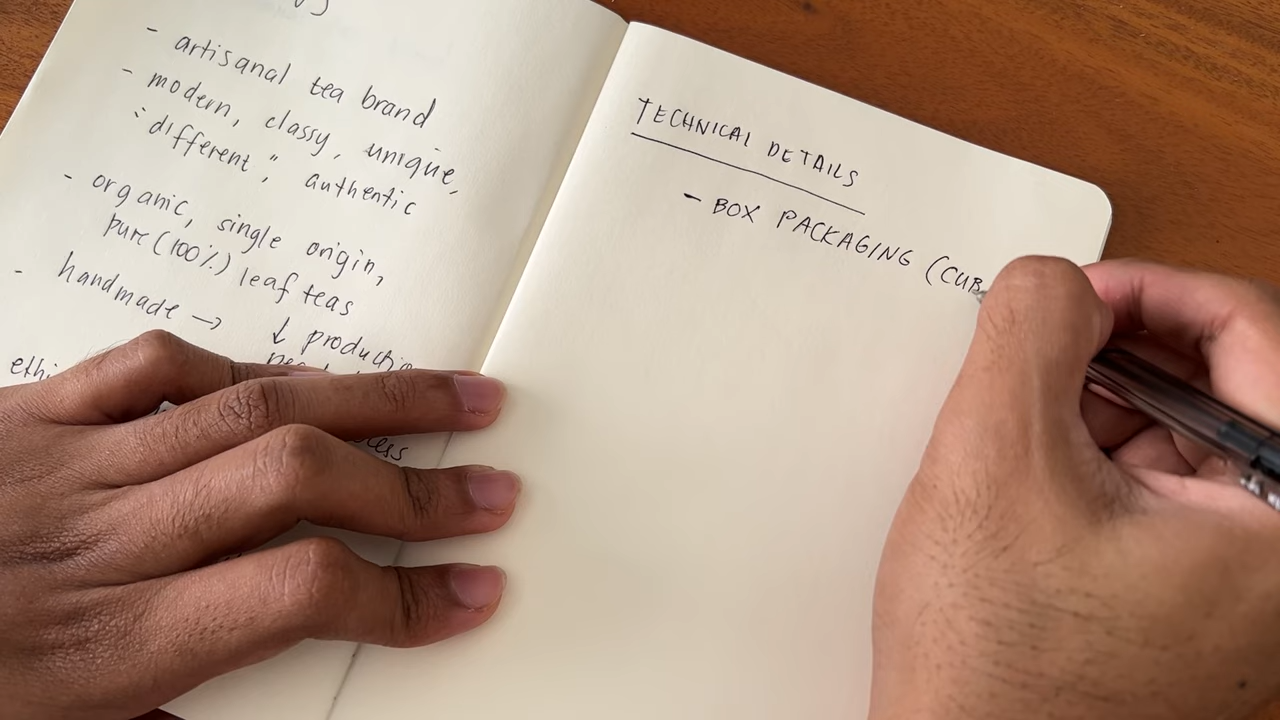 - artisanal tea brand
- modern, classy, unique,
"different", authentic
- organic, single origin,
pure (100%) leaf teas
- handmade → ↓ production
TECHNICAL DETAILS
- BOX PACKAGING (CUB